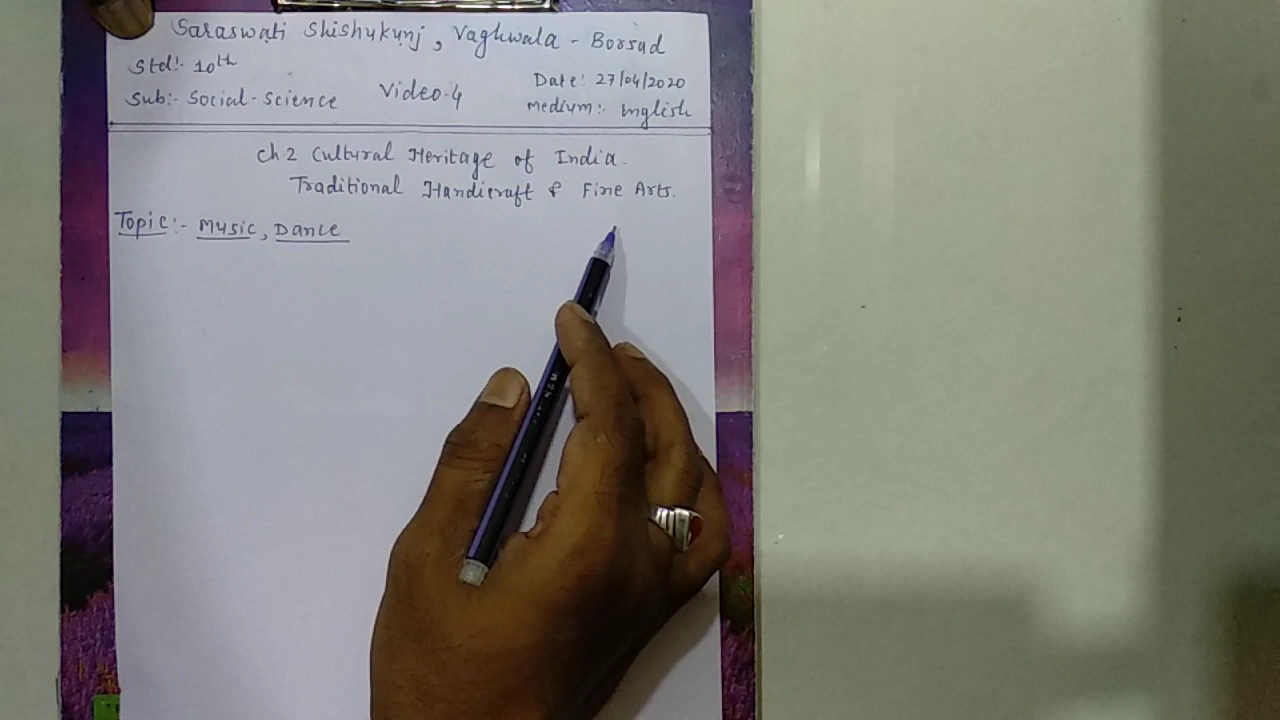 Saraswati Shishukunj, Vaghwala - Borsad
Std:- 10th
Date: 27/04/2020
Sub:- Social-Science
Video-4
Medium:- English
Ch 2 Cultural Heritage of India.
Traditional Handicraft & Fine Arts.
Topic:- Music, Dance